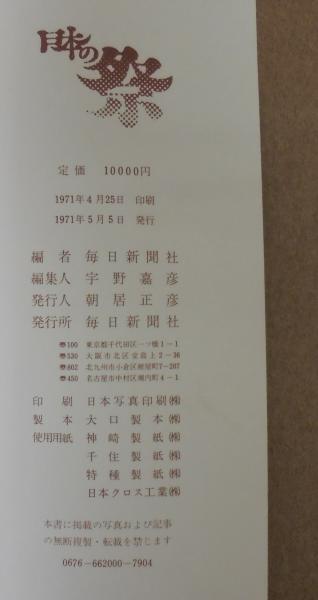 日本の祭
定価 10000円
1971年4月25日 印刷
1971年5月5日 発行
編者 毎日新聞社
編集人 宇野嘉彦
発行人 朝居正彦
発行所 毎日新聞社
〒100 東京都千代田区一ツ橋1-1
〒530 大阪市北区堂島上2-36
〒802 北九州市小倉区紺屋町7-207
〒450 名古屋市中村区堀内町4-1
印刷 日本写真印刷㈱
製本 大口製本㈱
使用用紙 神崎製紙㈱
千住製紙㈱
特種製紙㈱
日本クロス工業㈱
本書に掲載の写真および記事
の無断複製・転載を禁じます
0676-662000-7904